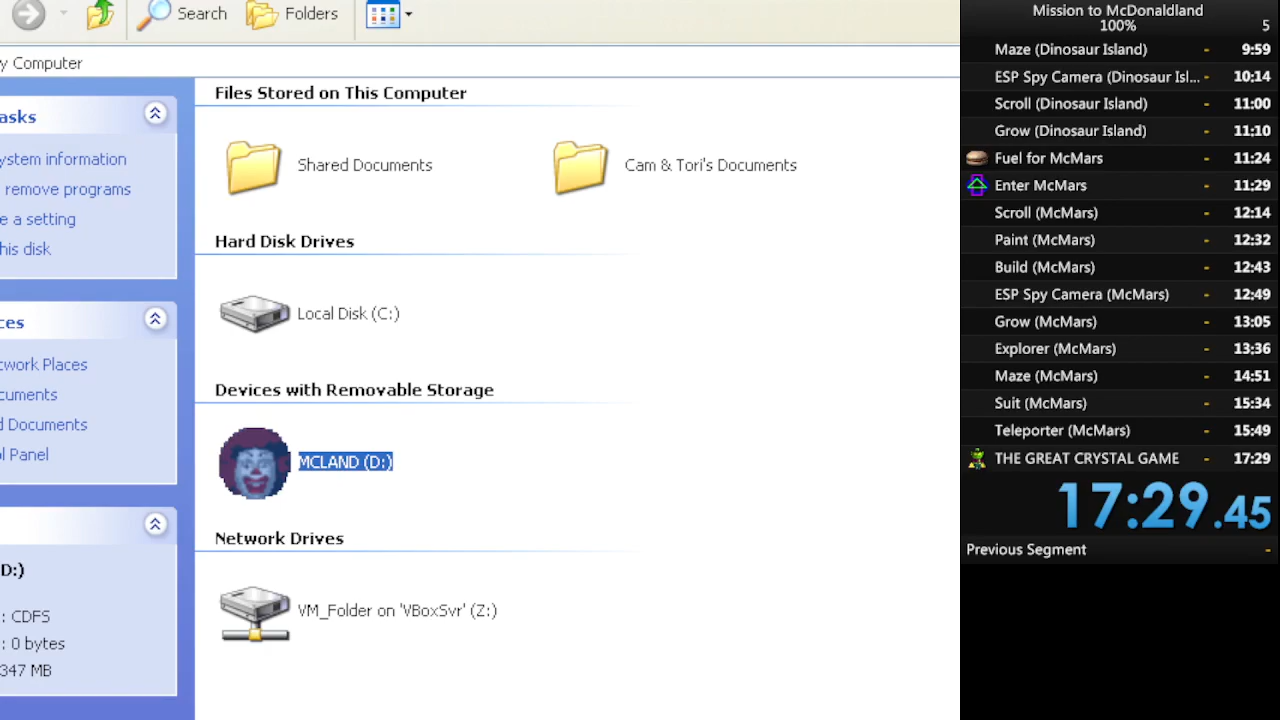 Search
Folders
y Computer
asks
ystem information
remove programs
e a setting
his disk
ces
twork Places
cuments
d Documents
ol Panel
D:)
: CDFS
: 0 bytes
347 MB
Files Stored on This Computer
Shared Documents
Cam & Tori's Documents
Hard Disk Drives
Local Disk (C:)
Devices with Removable Storage
MCLAND (D:)
Network Drives
VM_Folder on 'VBoxSvr' (Z:)
Mission to McDonaldland
100% 5
Maze (Dinosaur Island) - 9:59
ESP Spy Camera (Dinosaur Isl... - 10:14
Scroll (Dinosaur Island) - 11:00
Grow (Dinosaur Island) - 11:10
Fuel for McMars - 11:24
Enter McMars - 11:29
Scroll (McMars) - 12:14
Paint (McMars) - 12:32
Build (McMars) - 12:43
ESP Spy Camera (McMars) - 12:49
Grow (McMars) - 13:05
Explorer (McMars) - 13:36
Maze (McMars) - 14:51
Suit (McMars) - 15:34
Teleporter (McMars) - 15:49
THE GREAT CRYSTAL GAME - 17:29
17:29.45
Previous Segment -